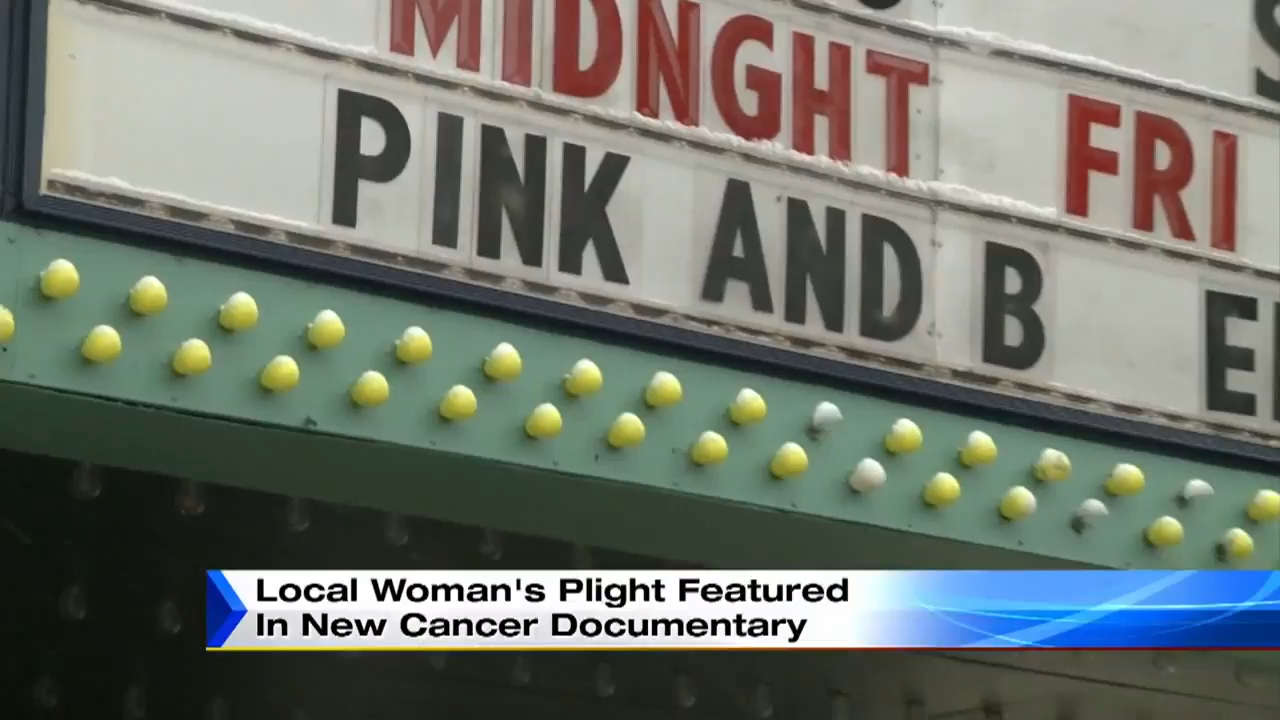 MIDNGHT FRI
PINK AND B E
Local Woman's Plight Featured
In New Cancer Documentary